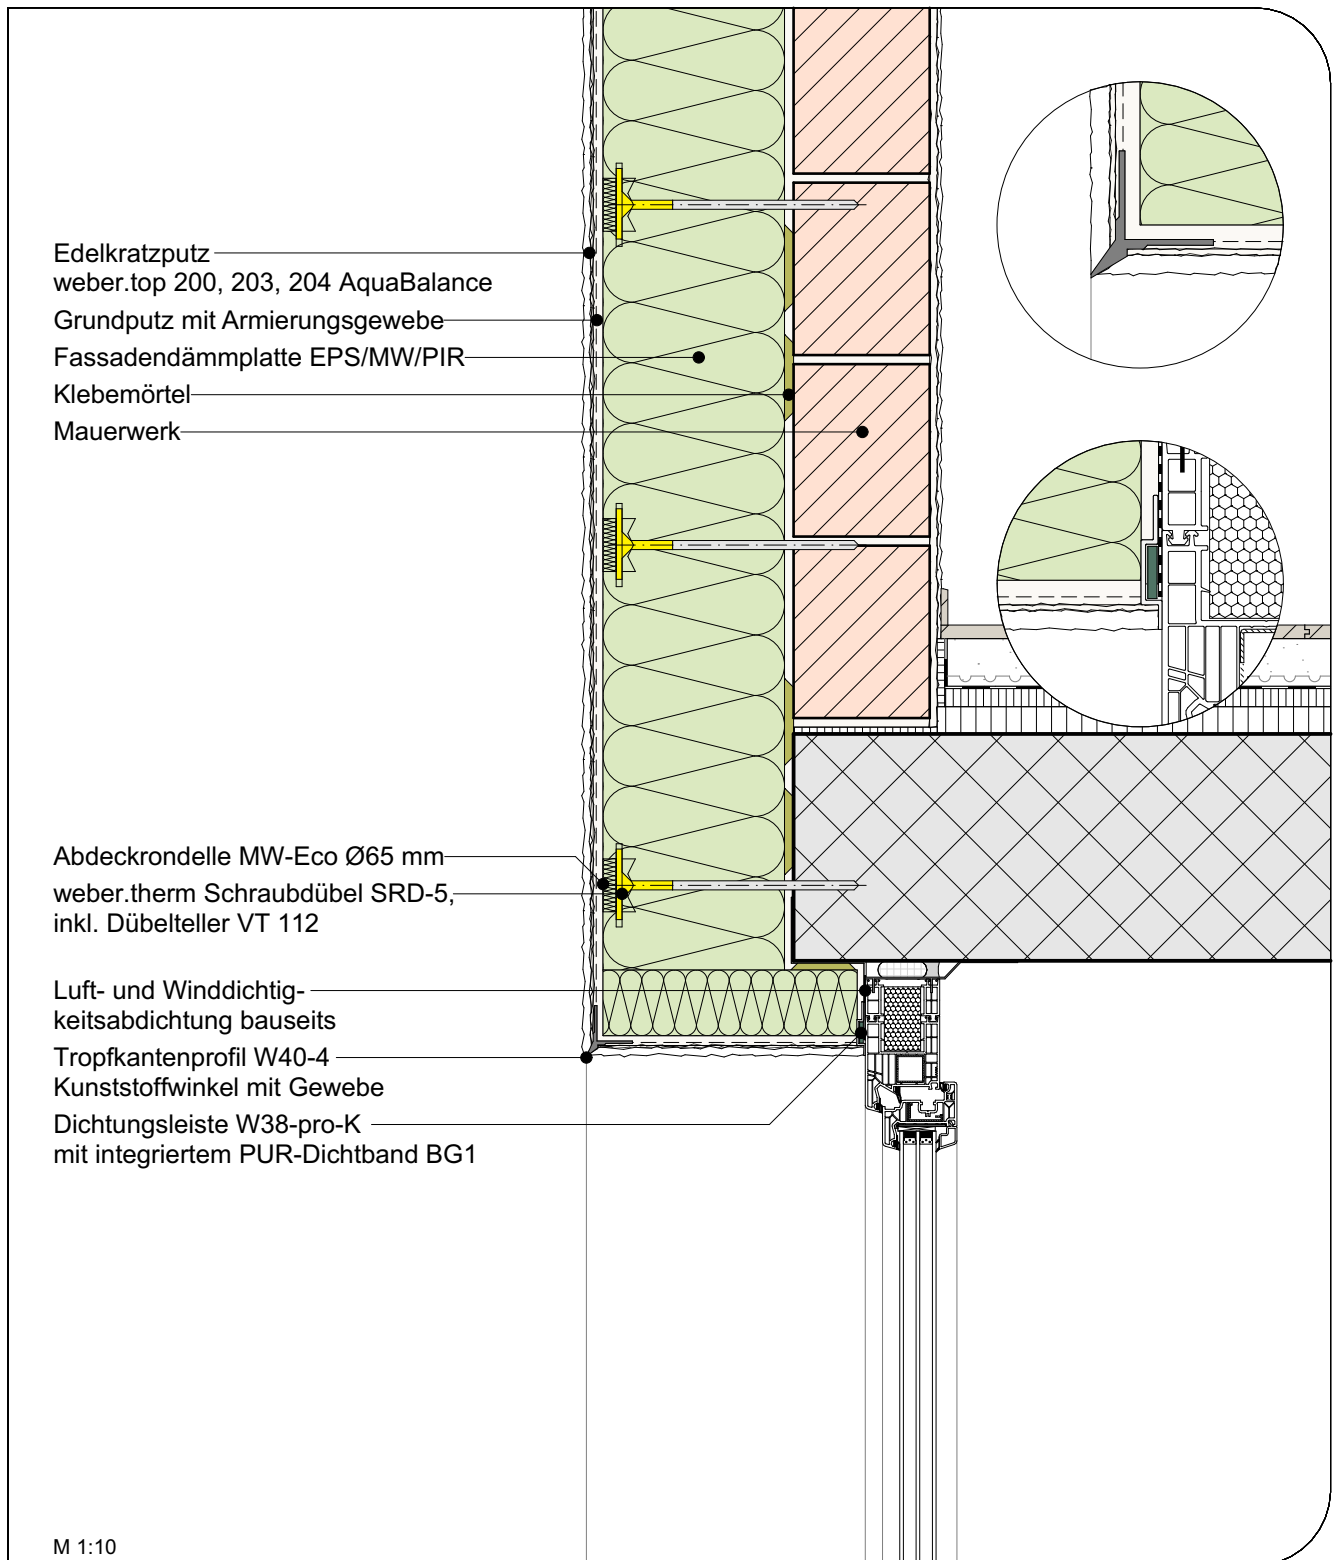 Edelkratzputz
weber.top 200, 203, 204 AquaBalance
Grundputz mit Armierungsgewebe
Fassadendämmplatte EPS/MW/PIR
Klebemörtel
Mauerwerk
Abdeckrondelle MW-Eco Ø65 mm
weber.therm Schraubdübel SRD-5,
inkl. Dübelteller VT 112
Luft- und Winddichtig-
keitsabdichtung bauseits
Tropfkantenprofil W40-4
Kunststoffwinkel mit Gewebe
Dichtungsleiste W38-pro-K
mit integriertem PUR-Dichtband BG1
M 1:10